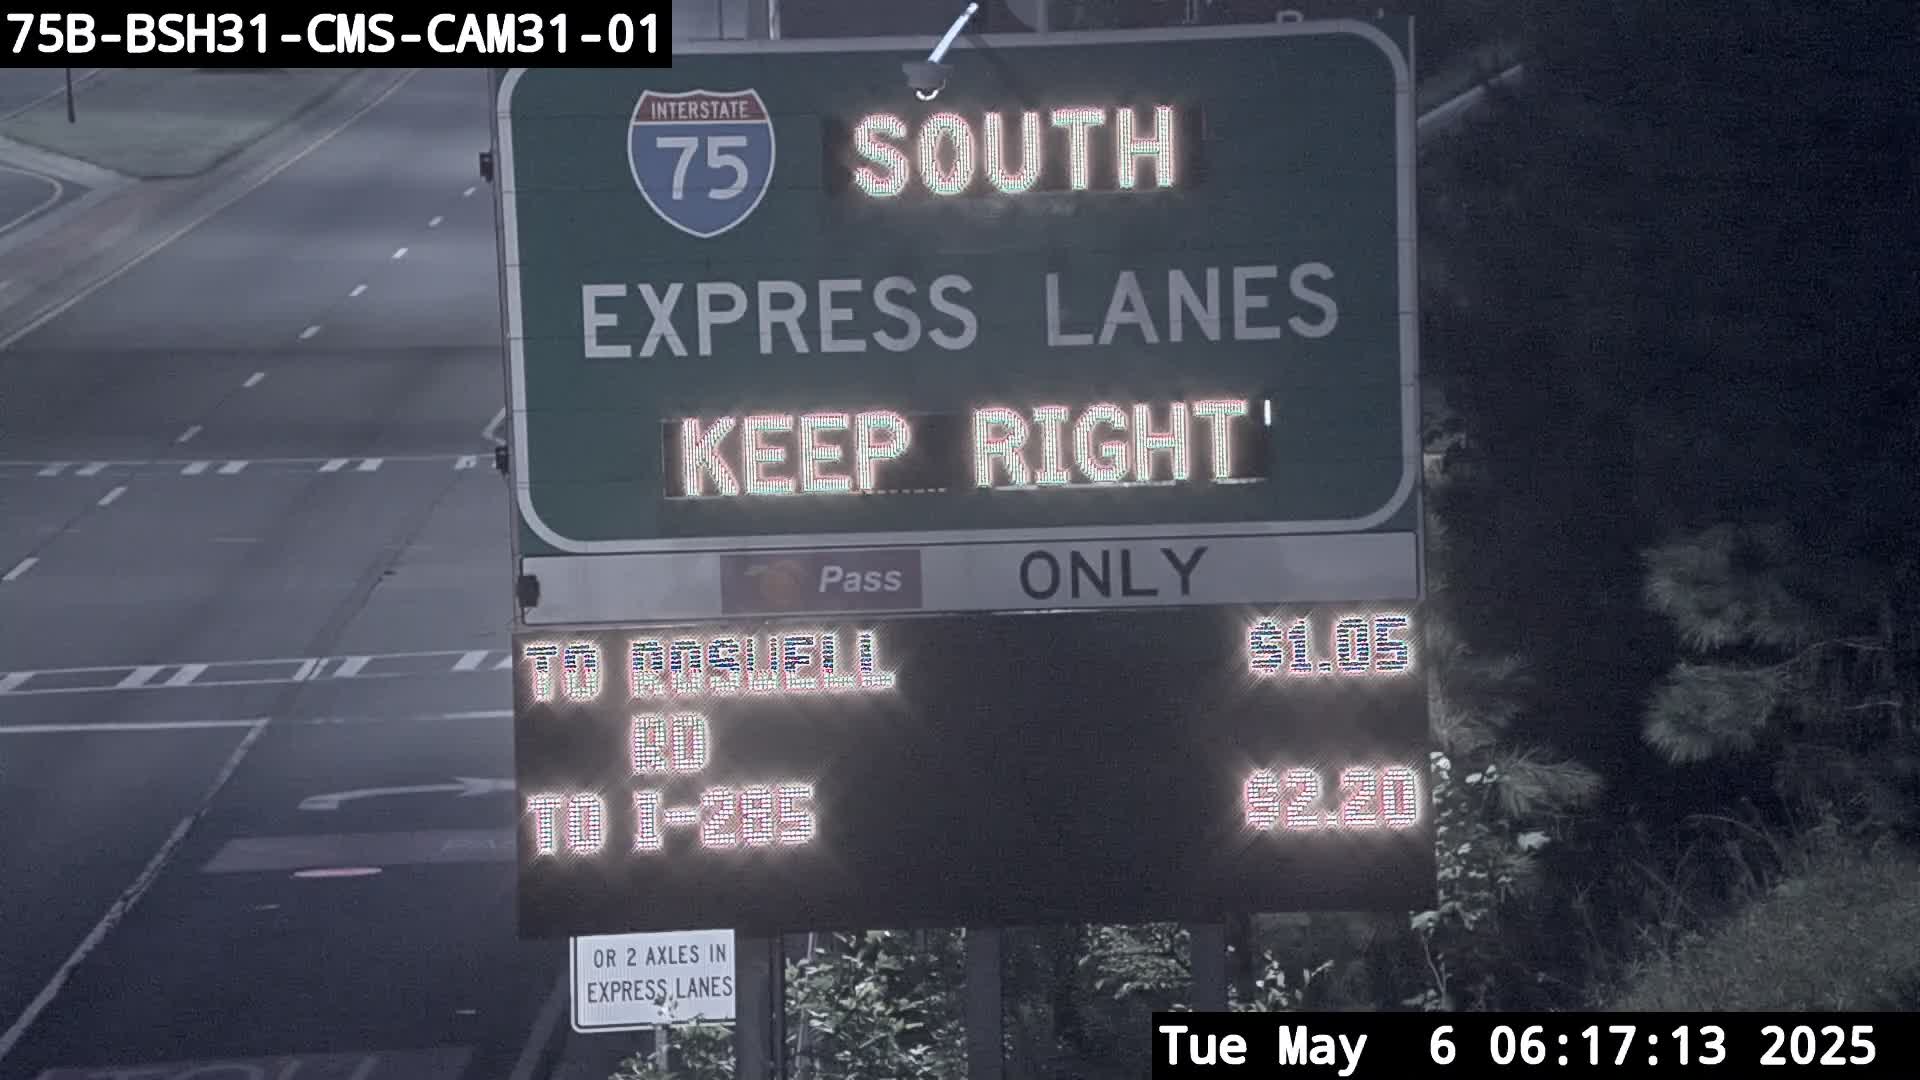 75B-BSH31-CMS-CAM31-01
INTERSTATE
75
SOUTH
EXPRESS LANES
KEEP RIGHT
Pass ONLY
TO ROSWELL $1.05
RD
TO I-285 $2.20
OR 2 AXLES IN
EXPRESS LANES
Tue May 6 06:17:13 2025